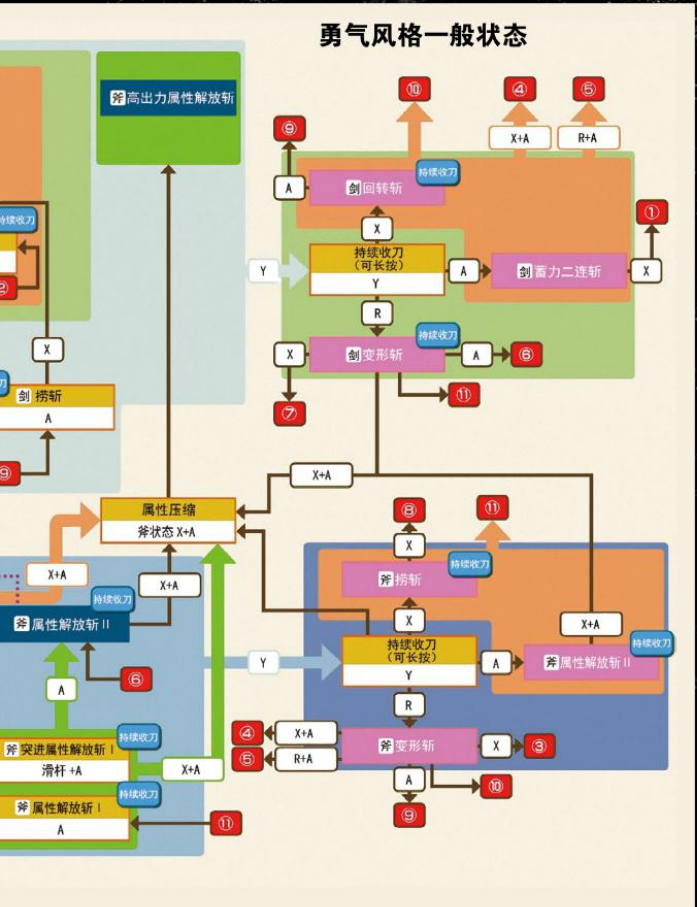 勇气风格一般状态
斧 高出力属性解放斩
⑩
④
⑤
X+A
R+A
⑨
持续收刀
A
剑 回转斩
①
持续收刀
X
Y
持续收刀
(可长按)
Y
A
剑 蓄力二连斩
X
R
持续收刀
X
剑 变形斩
A
⑥
⑪
⑦
X
剑 捞斩
A
⑨
X+A
属性压缩
斧状态 X+A
⑧
⑪
X
持续收刀
斧 捞斩
X+A
X+A
持续收刀
斧 属性解放斩 II
X
X+A
持续收刀
持续收刀
(可长按)
Y
A
斧 属性解放斩 II
Y
⑥
A
R
④
X+A
斧 变形斩
X
③
⑤
R+A
A
⑩
⑨
持续收刀
斧 突进属性解放斩 I
滑杆 +A
X+A
持续收刀
斧 属性解放斩 I
A
⑪